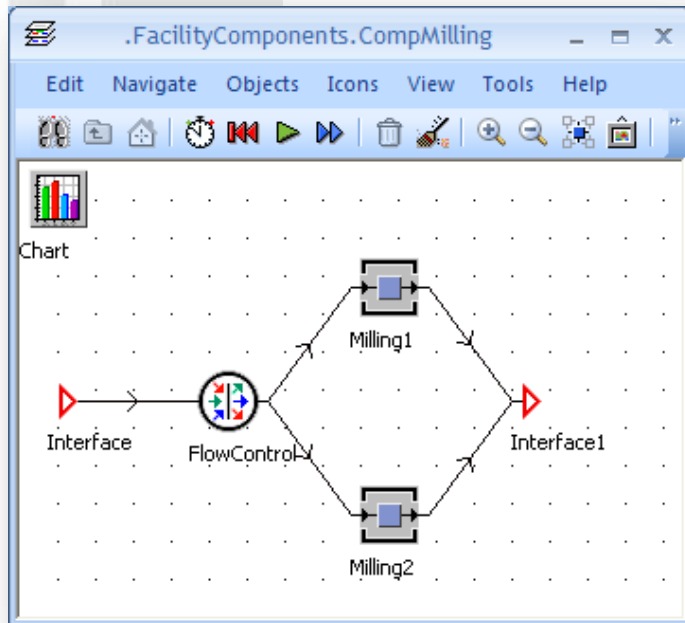 .FacilityComponents.CompMilling
Edit Navigate Objects Icons View Tools Help
Chart
Milling1
Interface
FlowControl
Interface1
Milling2